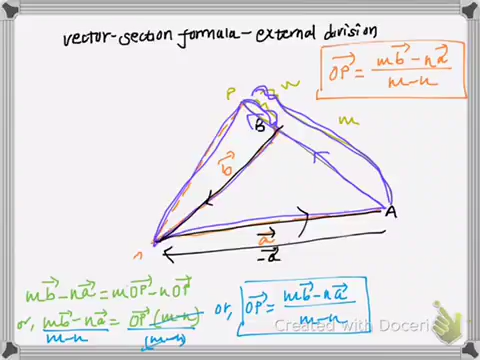 vector-section formula-external division
OP→ = (mb→ - na→)/(m-n)
P
n
m
B
b→
A
a→
-a→
mb→-na→ = mOP→-nOP→
or, (mb→-na→)/(m-n) = OP→(m-n)/(m-n) or, OP→ = (mb→-na→)/(m-n)
Created with Doceri